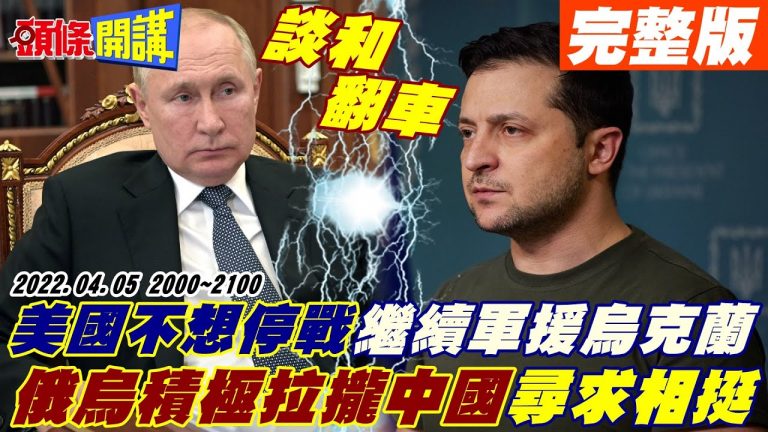 頭條開講
完整版
談和
翻車
2022.04.05 2000~2100
美國不想停戰繼續軍援烏克蘭
俄烏積極拉攏中國尋求相挺